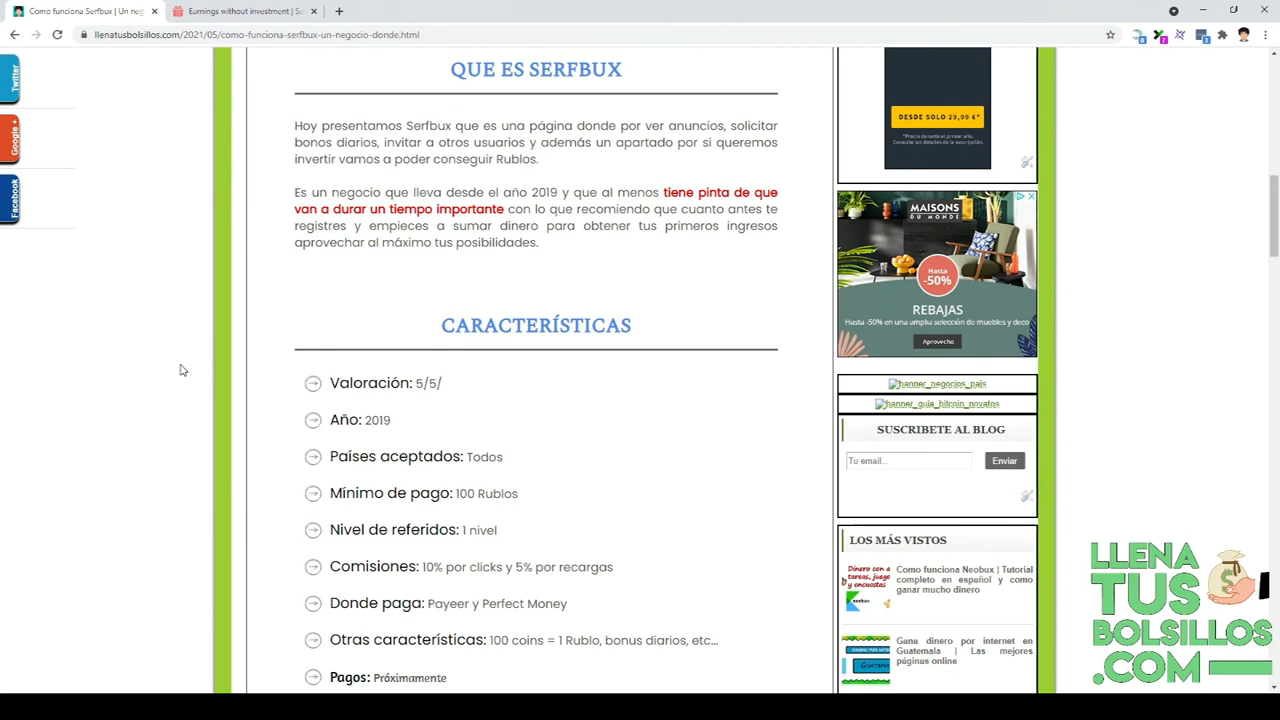 Como funciona Serfbux | Un neg
Earnings without investment | Se
llenatusbolsillos.com/2021/05/como-funciona-serfbux-un-negocio-donde.html
Twitter
Google +
Facebook
QUE ES SERFBUX
Hoy presentamos Serfbux que es una página donde por ver anuncios, solicitar
bonos diarios, invitar a otros usuarios y además un apartado por si queremos
invertir vamos a poder conseguir Rublos.
Es un negocio que lleva desde el año 2019 y que al menos tiene pinta de que
van a durar un tiempo importante con lo que recomiendo que cuanto antes te
registres y empieces a sumar dinero para obtener tus primeros ingresos
aprovechar al máximo tus posibilidades.
CARACTERÍSTICAS
Valoración: 5/5/
Año: 2019
Países aceptados: Todos
Mínimo de pago: 100 Rublos
Nivel de referidos: 1 nivel
Comisiones: 10% por clicks y 5% por recargas
Donde paga: Payeer y Perfect Money
Otras características: 100 coins = 1 Rublo, bonus diarios, etc...
Pagos: Próximamente
DESDE SOLO 29,99 €*
*Precio durante el primer año.
Consulte los detalles de la suscripción.
MAISONS
DU MONDE
Hasta
-50%
REBAJAS
Hasta -50% en una amplia selección de muebles y deco
Aprovecho
banner_negocios_pais
banner_guia_bitcoin_novatos
SUSCRIBETE AL BLOG
Tu email...
Enviar
LOS MÁS VISTOS
Dinero con a
tareas, jueg
y encuestas
neobux
Como funciona Neobux | Tutorial
completo en español y como
ganar mucho dinero
GUATEMALA
Gana dinero por internet en
Guatemala | Las mejores
páginas online
LLENA
TUS
BOLSILLOS
.COM